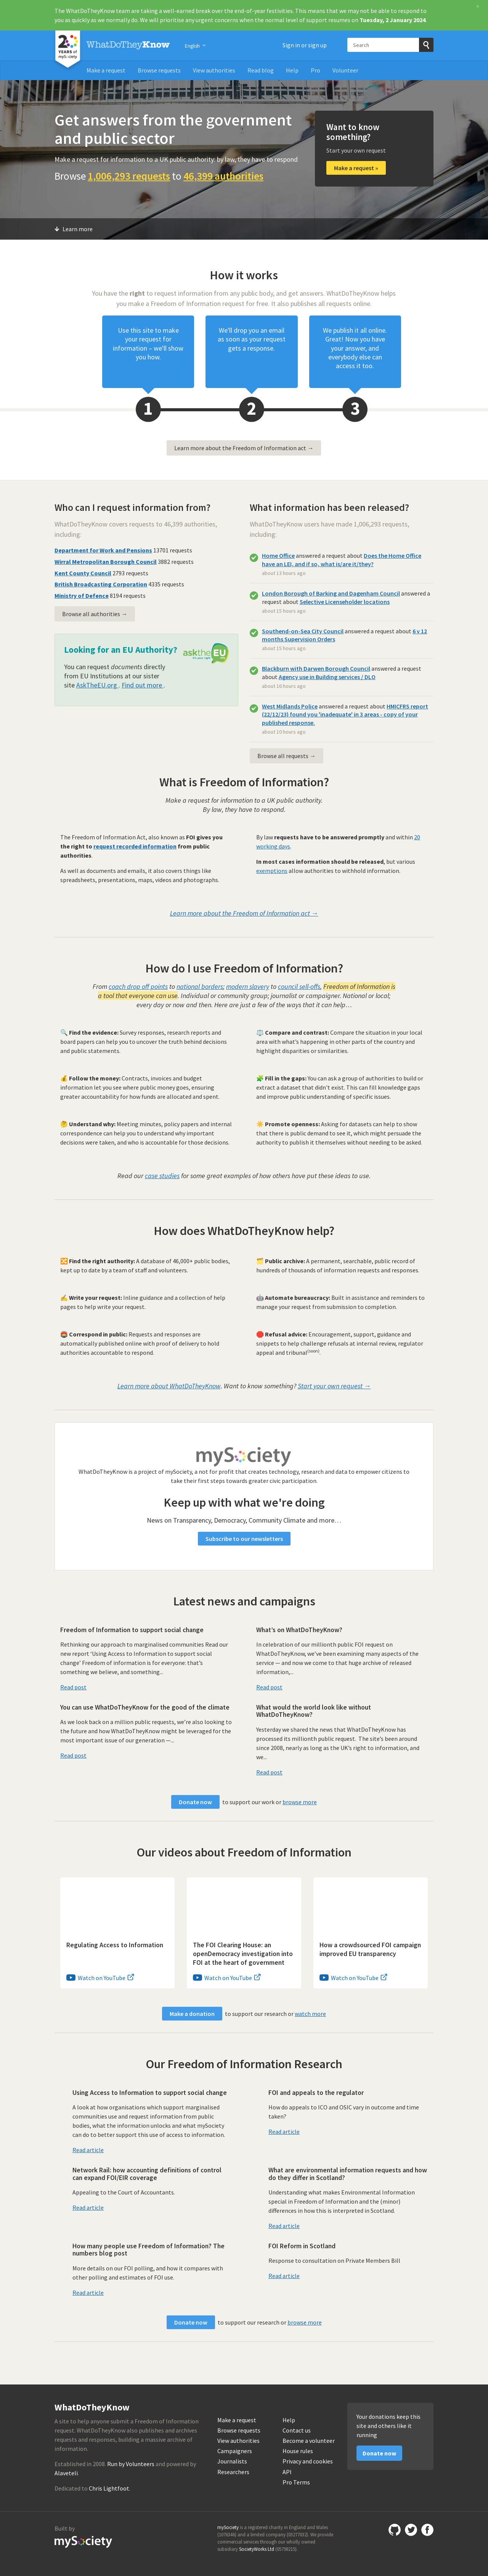 The WhatDoTheyKnow team are taking a well-earned break over the end-of-year festivities. This means that we may not be able to respond to
you as quickly as we normally do. We will prioritise any urgent concerns when the normal level of support resumes on Tuesday, 2 January 2024.
20 YEARS of mySociety
WhatDoTheyKnow
English
Sign in or sign up
Search
Make a request
Browse requests
View authorities
Read blog
Help
Pro
Volunteer
Get answers from the government
and public sector
Make a request for information to a UK public authority: by law, they have to respond
Browse 1,006,293 requests to 46,399 authorities
Want to know
something?
Start your own request
Make a request »
Learn more
How it works
You have the right to request information from any public body, and get answers. WhatDoTheyKnow helps
you make a Freedom of Information request for free. It also publishes all requests online.
Use this site to make
your request for
information – we'll show
you how.
We'll drop you an email
as soon as your request
gets a response.
We publish it all online.
Great! Now you have
your answer, and
everybody else can
access it too.
1
2
3
Learn more about the Freedom of Information act →
Who can I request information from?
WhatDoTheyKnow covers requests to 46,399 authorities,
including:
Department for Work and Pensions 13701 requests
Wirral Metropolitan Borough Council 3882 requests
Kent County Council 2793 requests
British Broadcasting Corporation 4335 requests
Ministry of Defence 8194 requests
Browse all authorities →
Looking for an EU Authority?
You can request documents directly
from EU Institutions at our sister
site AskTheEU.org . Find out more .
asktheEU
it's your right
What information has been released?
WhatDoTheyKnow users have made 1,006,293 requests,
including:
Home Office answered a request about Does the Home Office
have an LEI, and if so, what is/are it/they?
about 13 hours ago
London Borough of Barking and Dagenham Council answered a
request about Selective Licenseholder locations
about 15 hours ago
Southend-on-Sea City Council answered a request about 6 v 12
months Supervision Orders
about 15 hours ago
Blackburn with Darwen Borough Council answered a request
about Agency use in Building services / DLO
about 18 hours ago
West Midlands Police answered a request about HMICFRS report
(22/12/23) found you 'inadequate' in 3 areas - copy of your
published response.
about 10 hours ago
Browse all requests →
What is Freedom of Information?
Make a request for information to a UK public authority.
By law, they have to respond.
The Freedom of Information Act, also known as FOI gives you
the right to request recorded information from public
authorities.
As well as documents and emails, it also covers things like
spreadsheets, presentations, maps, videos and photographs.
By law requests have to be answered promptly and within 20
working days.
In most cases information should be released, but various
exemptions allow authorities to withhold information.
Learn more about the Freedom of Information act →
How do I use Freedom of Information?
From coach drop off points to national borders; modern slavery to council sell-offs, Freedom of Information is
a tool that everyone can use. Individual or community group; journalist or campaigner. National or local;
every day or now and then. Here are just a few of the ways that it can help…
Find the evidence: Survey responses, research reports and
board papers can help you to uncover the truth behind decisions
and public statements.
Compare and contrast: Compare the situation in your local
area with what's happening in other parts of the country and
highlight disparities or similarities.
Follow the money: Contracts, invoices and budget
information let you see where public money goes, ensuring
greater accountability for how funds are allocated and spent.
Fill in the gaps: You can ask a group of authorities to build or
extract a dataset that didn't exist. This can fill knowledge gaps
and improve public understanding of specific issues.
Understand why: Meeting minutes, policy papers and internal
correspondence can help you to understand why important
decisions were taken, and who is accountable for those decisions.
Promote openness: Asking for datasets can help to show
that there is public demand to see it, which might persuade the
authority to publish it themselves without needing to be asked.
Read our case studies for some great examples of how others have put these ideas to use.
How does WhatDoTheyKnow help?
Find the right authority: A database of 46,000+ public bodies,
kept up to date by a team of staff and volunteers.
Public archive: A permanent, searchable, public record of
hundreds of thousands of information requests and responses.
Write your request: Inline guidance and a collection of help
pages to help write your request.
Automate bureaucracy: Built in assistance and reminders to
manage your request from submission to completion.
Correspond in public: Requests and responses are
automatically published online with proof of delivery to hold
authorities accountable to record.
Refusal advice: Encouragement, support, guidance and
snippets to help challenge refusals at internal review, regulator
appeal and tribunal(soon).
Learn more about WhatDoTheyKnow. Want to know something? Start your own request →
mySociety
WhatDoTheyKnow is a project of mySociety, a not for profit that creates technology, research and data to empower citizens to
take their first steps towards greater civic participation.
Keep up with what we're doing
News on Transparency, Democracy, Community Climate and more…
Subscribe to our newsletters
Latest news and campaigns
Freedom of Information to support social change
Rethinking our approach to marginalised communities Read our
new report ‘Using Access to Information to support social
change’ Freedom of information is for everyone: that’s
something we believe, and something...
Read post
What’s on WhatDoTheyKnow?
In celebration of our millionth public FOI request on
WhatDoTheyKnow, we’ve been examining many aspects of the
service — and now we come to that huge archive of released
information,...
Read post
You can use WhatDoTheyKnow for the good of the climate
As we look back on a million public requests, we’re also looking to
the future and how WhatDoTheyKnow might be leveraged for the
most important issue of our generation —...
Read post
What would the world look like without
WhatDoTheyKnow?
Yesterday we shared the news that WhatDoTheyKnow has
processed its millionth public request. The site’s been around
since 2008, nearly as long as the UK’s right to information, and
we...
Read post
Donate now to support our work or browse more
Our videos about Freedom of Information
Regulating Access to Information
Watch on YouTube
The FOI Clearing House: an
openDemocracy investigation into
FOI at the heart of government
Watch on YouTube
How a crowdsourced FOI campaign
improved EU transparency
Watch on YouTube
Make a donation to support our research or watch more
Our Freedom of Information Research
Using Access to Information to support social change
A look at how organisations which support marginalised
communities use and request information from public
bodies, what the information unlocks and what mySociety
can do to better support this use of access to information.
Read article
FOI and appeals to the regulator
How do appeals to ICO and OSIC vary in outcome and time
taken?
Read article
Network Rail: how accounting definitions of control
can expand FOI/EIR coverage
Appealing to the Court of Accountants.
Read article
What are environmental information requests and how
do they differ in Scotland?
Understanding what makes Environmental Information
special in Freedom of Information and the (minor)
differences in how this is interpreted in Scotland.
Read article
How many people use Freedom of Information? The
numbers blog post
More details on our FOI polling, and how it compares with
other polling and estimates of FOI use.
Read article
FOI Reform in Scotland
Response to consultation on Private Members Bill
Read article
Donate now to support our research or browse more
WhatDoTheyKnow
A site to help anyone submit a Freedom of Information
request. WhatDoTheyKnow also publishes and archives
requests and responses, building a massive archive of
information.
Established in 2008. Run by Volunteers and powered by
Alaveteli.
Dedicated to Chris Lightfoot.
Make a request
Browse requests
View authorities
Campaigners
Journalists
Researchers
Help
Contact us
Become a volunteer
House rules
Privacy and cookies
API
Pro Terms
Your donations keep this
site and others like it
running
Donate now
Built by
mySociety
mySociety is a registered charity in England and Wales
(1076346) and a limited company (03277032). We provide
commercial services through our wholly owned
subsidiary SocietyWorks Ltd (05798215).